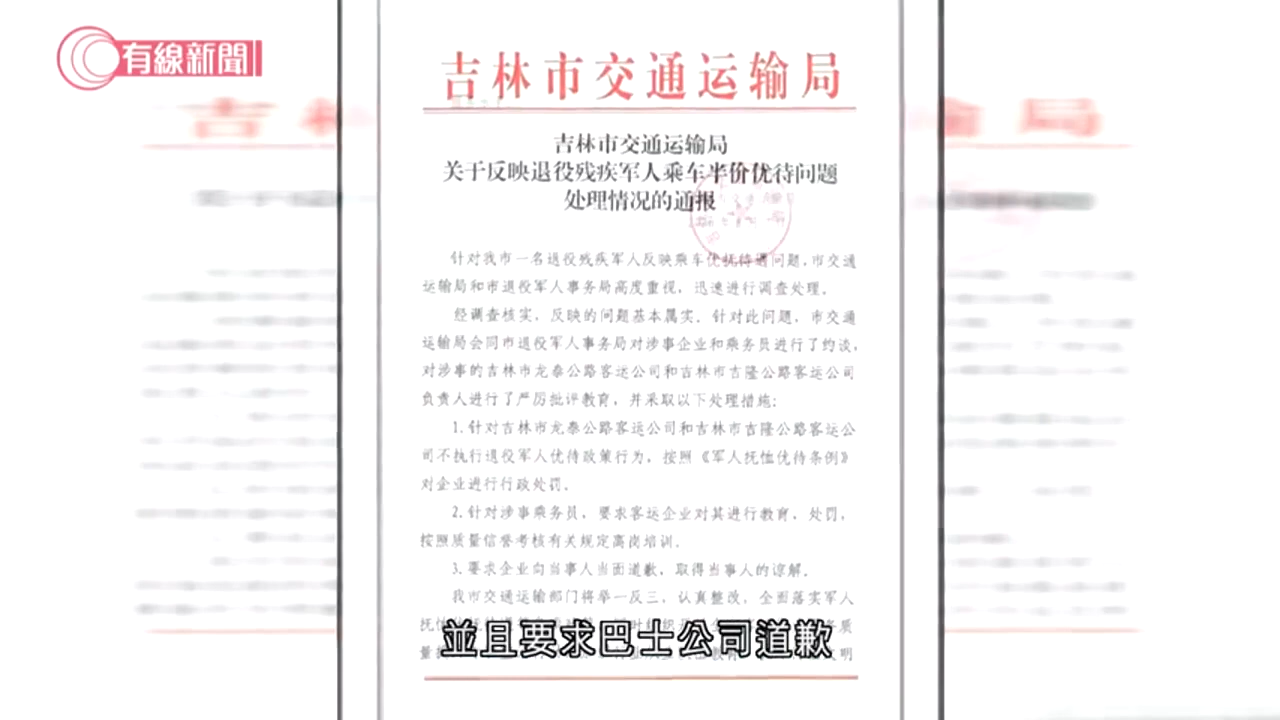 有線新聞
吉林市交通运输局
吉林市交通运输局
关于反映退役残疾军人乘车半价优待问题
处理情况的通报
针对我市一名退役残疾军人反映乘车优抚待遇问题，市交通
运输局和市退役军人事务局高度重视，迅速进行调查处理。
经调查核实，反映的问题基本属实。针对此问题，市交通
运输局会同市退役军人事务局对涉事企业和乘务员进行了约谈，
对涉事的吉林市龙泰公路客运公司和吉林市吉隆公路客运公司
负责人进行了严厉批评教育，并采取以下处理措施：
1.针对吉林市龙泰公路客运公司和吉林市吉隆公路客运公
司不执行退役军人优待政策行为，按照《军人抚恤优待条例》
对企业进行行政处罚。
2.针对涉事乘务员，要求客运企业对其进行教育、处罚，
按照质量信誉考核有关规定离岗培训。
3.要求企业向当事人当面道歉，取得当事人的谅解。
我市交通运输部门将举一反三，认真整改，全面落实军人
並且要求巴士公司道歉